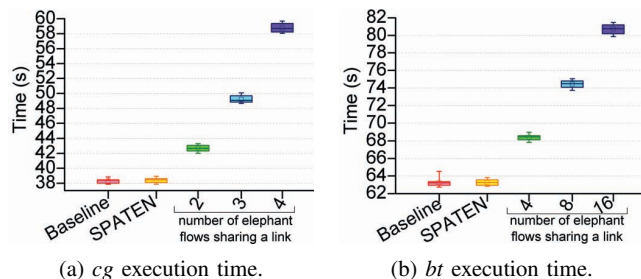 60
58
56
54
52
50
48
46
44
42
40
38
Time (s)
Baseline
SPATEN
2
3
4
number of elephant
flows sharing a link
(a) cg execution time.
82
80
78
76
74
72
70
68
66
64
62
Time (s)
Baseline
SPATEN
4
8
16
number of elephant
flows sharing a link
(b) bt execution time.